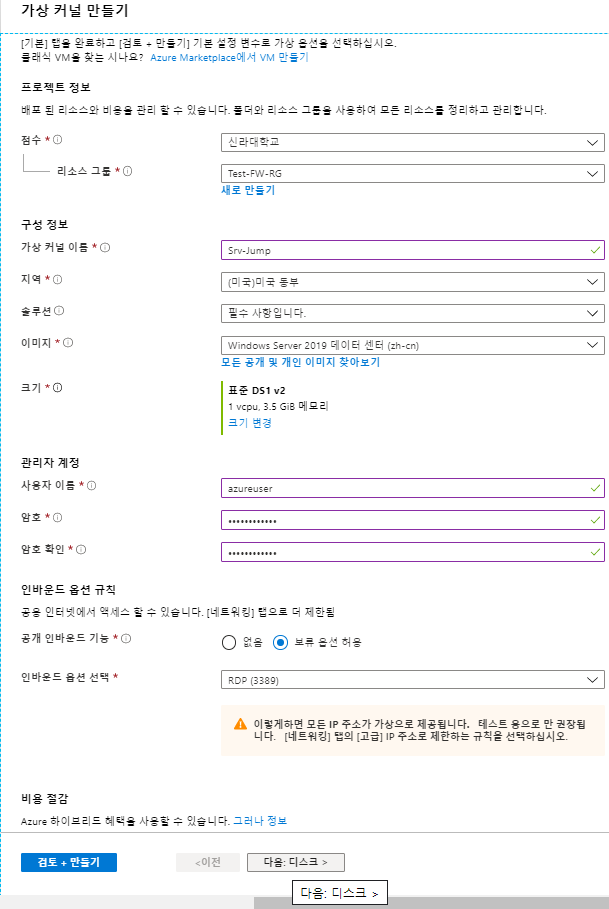 가상 커널 만들기
[기본] 탭을 완료하고 [검토 + 만들기] 기본 설정 변수로 가상 옵션을 선택하십시오.
클래식 VM을 찾는 시나요? Azure Marketplace에서 VM 만들기
프로젝트 정보
배포 된 리소스와 비용을 관리 할 수 있습니다. 폴더와 리소스 그룹을 사용하여 모든 리소스를 정리하고 관리합니다.
점수 *
신라대학교
리소스 그룹 *
Test-FW-RG
새로 만들기
구성 정보
가상 커널 이름 *
Srv-Jump
지역 *
(미국)미국 동부
솔루션
필수 사항입니다.
이미지 *
Windows Server 2019 데이터 센터 (zh-cn)
모든 공개 및 개인 이미지 찾아보기
크기 *
표준 DS1 v2
1 vcpu, 3.5 GiB 메모리
크기 변경
관리자 계정
사용자 이름 *
azureuser
암호 *
••••••••••••
암호 확인 *
••••••••••••
인바운드 옵션 규칙
공용 인터넷에서 액세스 할 수 있습니다. [네트워킹] 탭으로 더 제한됨
공개 인바운드 기능 *
없음 보류 옵션 허용
인바운드 옵션 선택 *
RDP (3389)
이렇게하면 모든 IP 주소가 가상으로 제공됩니다. 테스트 용으로 만 권장됩
니다. [네트워킹] 탭의 [고급] IP 주소로 제한하는 규칙을 선택하십시오.
비용 절감
Azure 하이브리드 혜택을 사용할 수 있습니다. 그러나 정보
검토 + 만들기
<이전
다음: 디스크 >
다음: 디스크 >